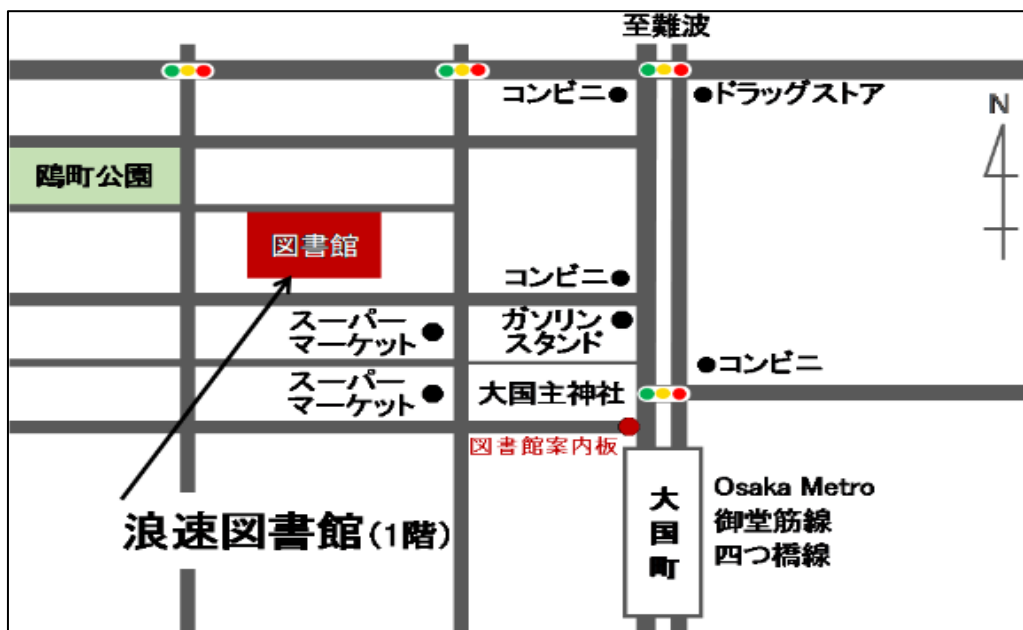 至難波
コンビニ
ドラッグストア
N
鴎町公園
図書館
コンビニ
スーパー
マーケット
ガソリン
スタンド
コンビニ
スーパー
マーケット
大国主神社
図書館案内板
浪速図書館(1階)
大国町
Osaka Metro
御堂筋線
四つ橋線